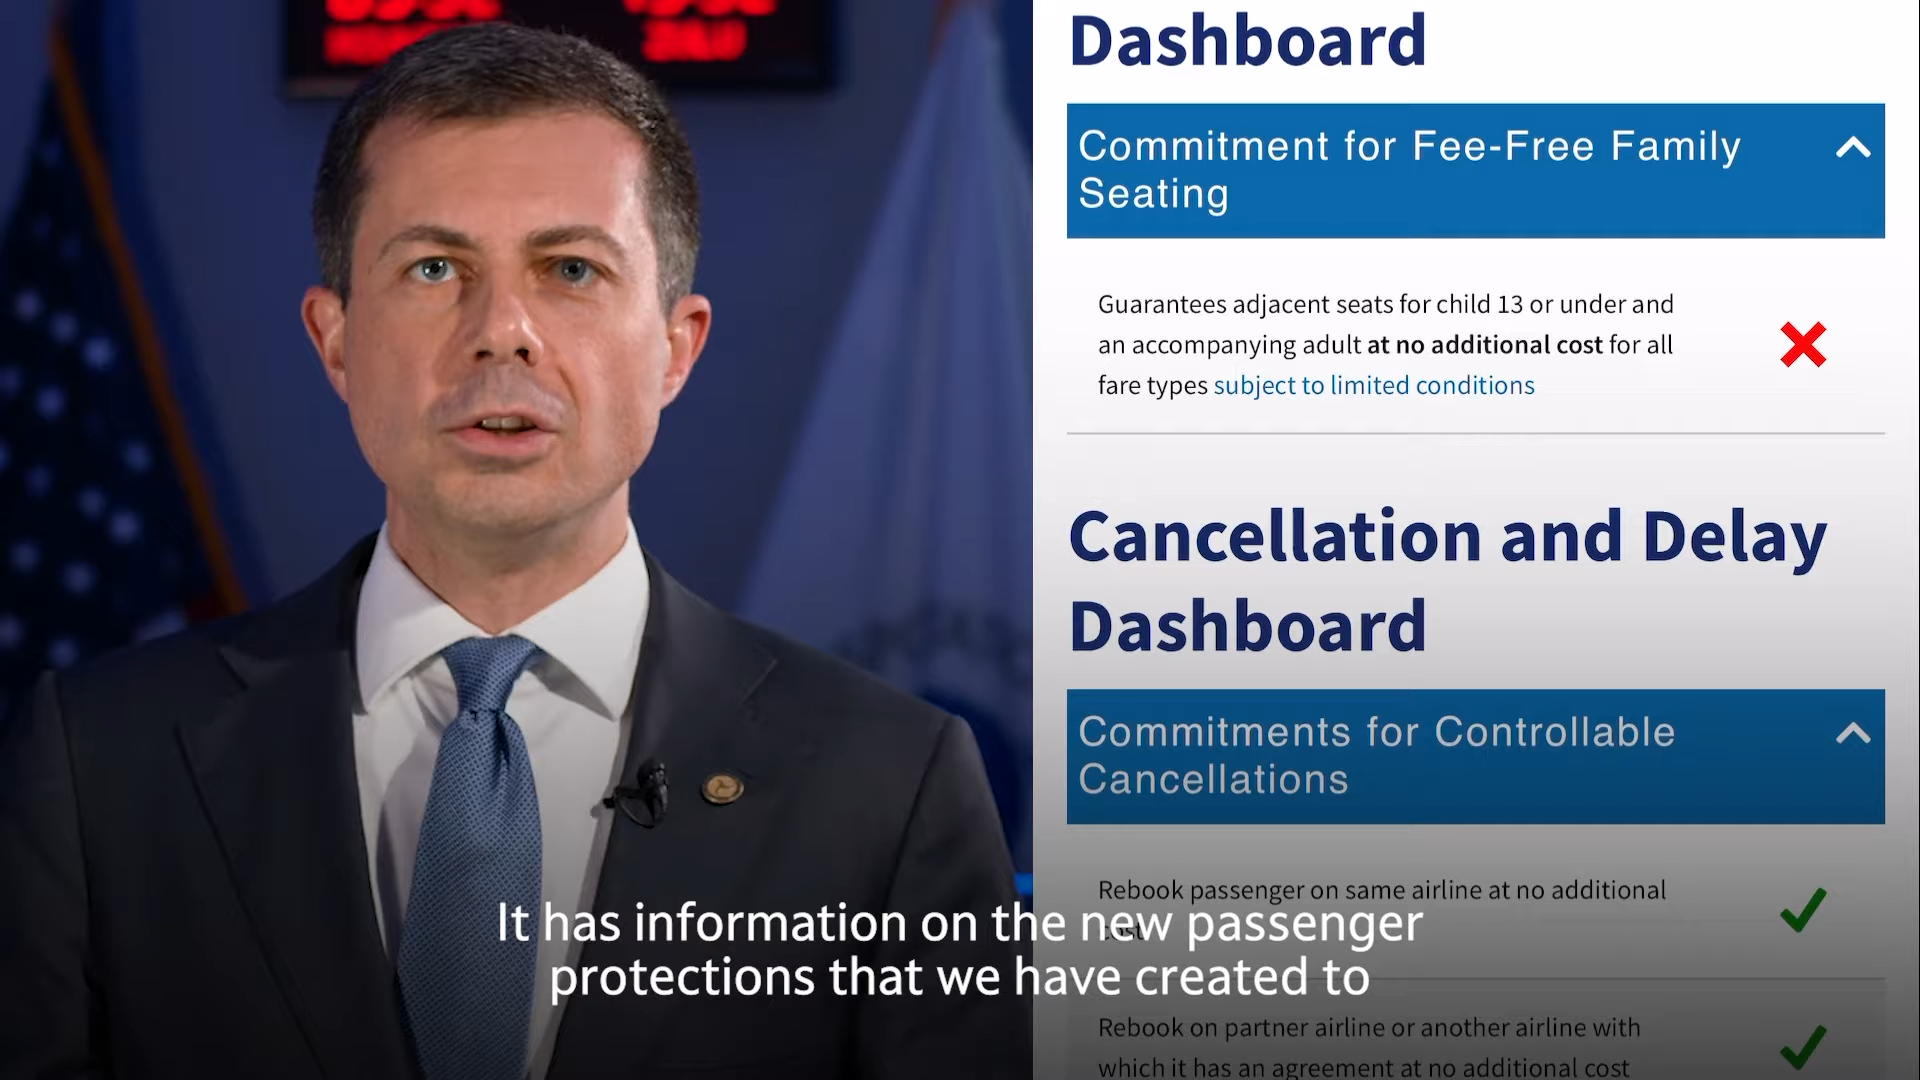 Dashboard
Commitment for Fee-Free Family
Seating
Guarantees adjacent seats for child 13 or under and
an accompanying adult at no additional cost for all
fare types subject to limited conditions
Cancellation and Delay
Dashboard
Commitments for Controllable
Cancellations
Rebook passenger on same airline at no additional
cost
Rebook on partner airline or another airline with
which it has an agreement at no additional cost
It has information on the new passenger
protections that we have created to